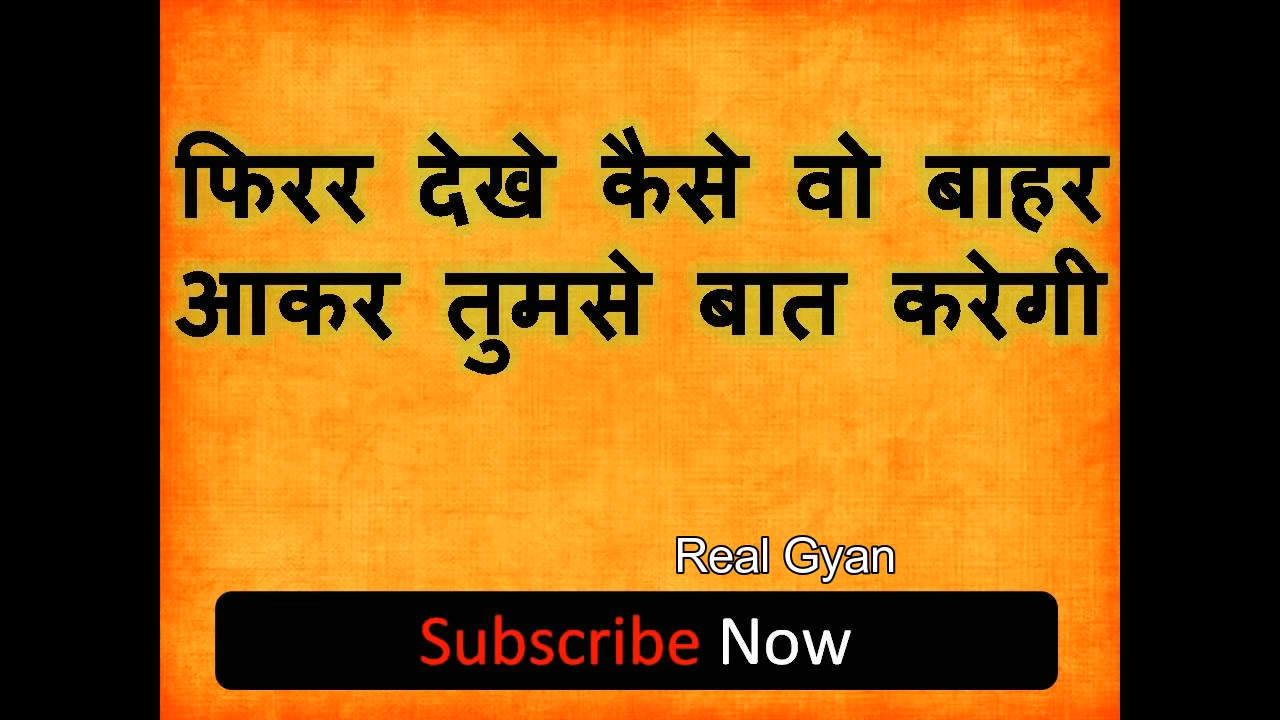 फिरर देखे कैसे वो बाहर
आकर तुमसे बात करेगी
Real Gyan
Subscribe Now